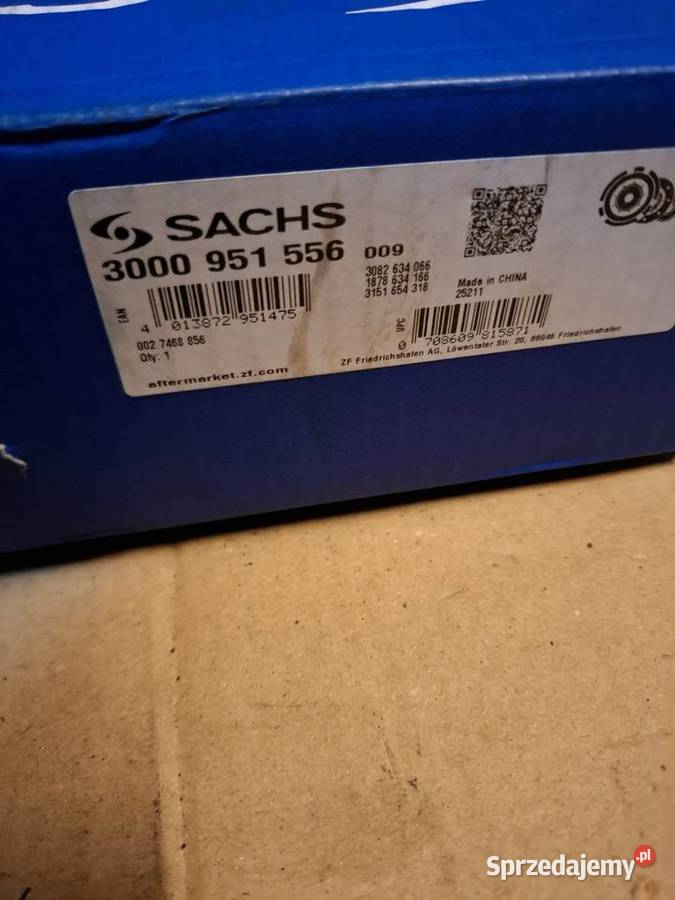 SACHS
3000 951 556 009
3082 634 066
1878 634 166
3151 654 318
Made in CHINA
25211
EAN
4 013872 951475
UPC
0 708609 815871
002 7468 856
Qty: 1
ZF Friedrichshafen AG, Löwentaler Str. 20, 88046 Friedrichshafen
aftermarket.zf.com
Sprzedajemy.pl